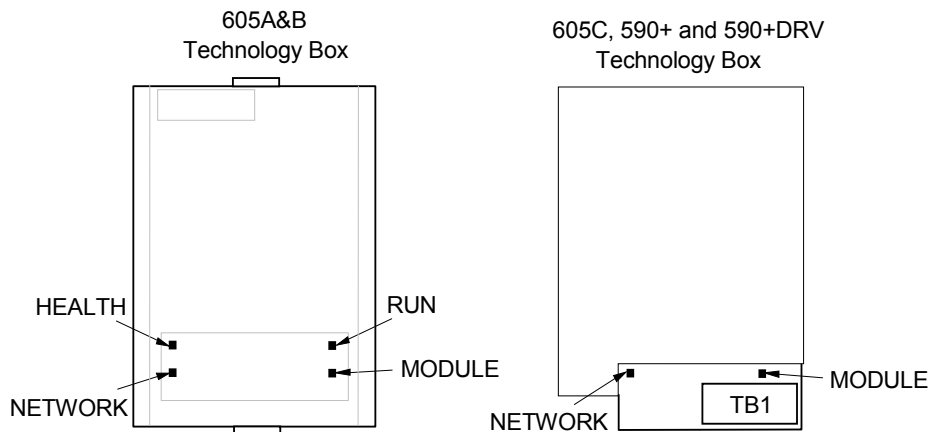 605A&B
Technology Box
605C, 590+ and 590+DRV
Technology Box
HEALTH
RUN
NETWORK
MODULE
NETWORK
MODULE
TB1